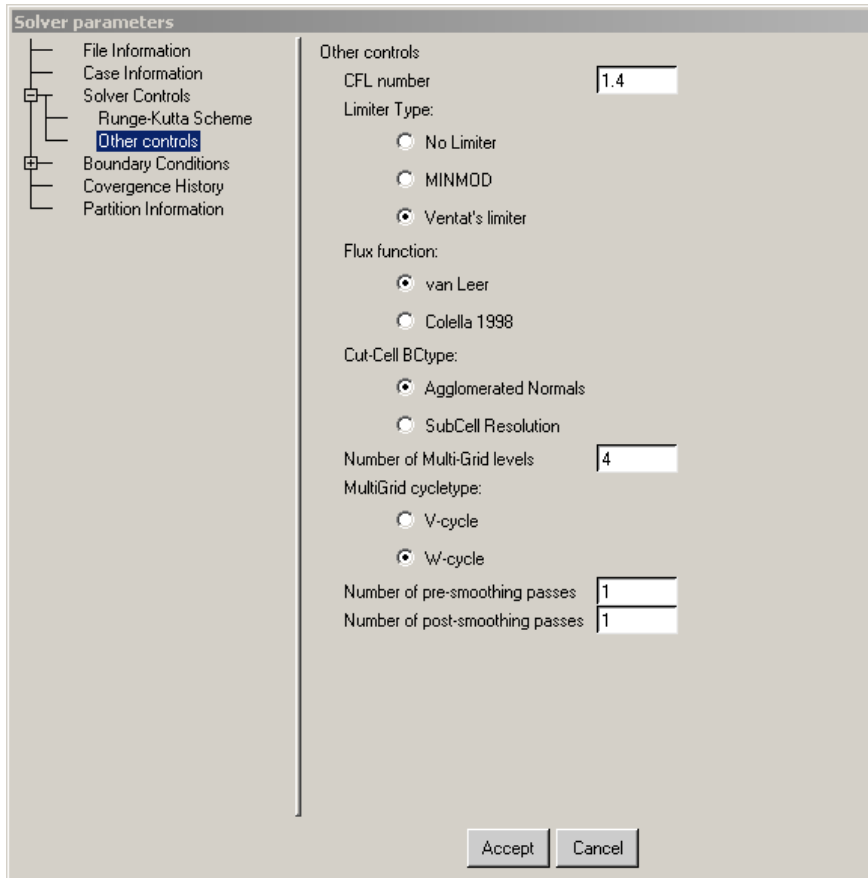 Solver parameters
File Information
Case Information
Solver Controls
Runge-Kutta Scheme
Other controls
Boundary Conditions
Covergence History
Partition Information
Other controls
CFL number 1.4
Limiter Type:
No Limiter
MINMOD
Ventat's limiter
Flux function:
van Leer
Colella 1998
Cut-Cell BCtype:
Agglomerated Normals
SubCell Resolution
Number of Multi-Grid levels 4
MultiGrid cycletype:
V-cycle
W-cycle
Number of pre-smoothing passes 1
Number of post-smoothing passes 1
Accept Cancel